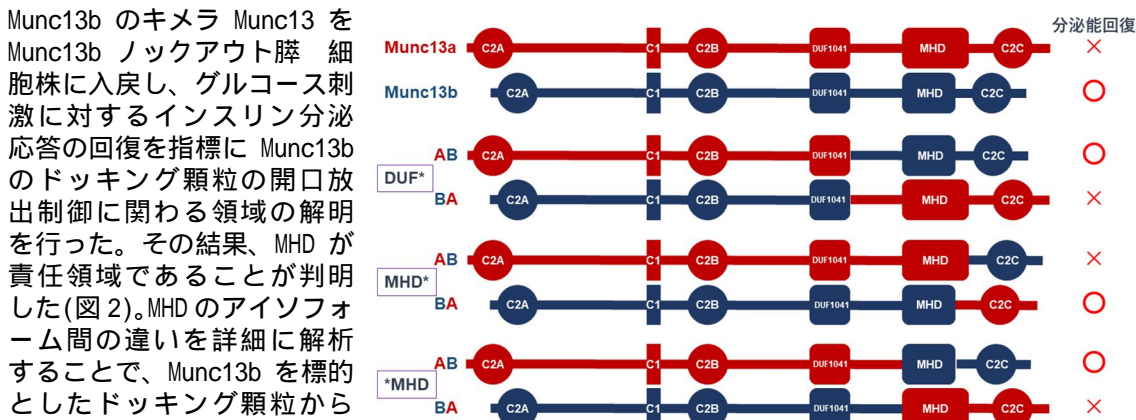 Munc13b のキメラ Munc13 を
Munc13b ノックアウト膵 細
胞株に入戻し、グルコース刺
激に対するインスリン分泌
応答の回復を指標に Munc13b
のドッキング顆粒の開口放
出制御に関わる領域の解明
を行った。その結果、MHD が
責任領域であることが判明
した(図 2)。MHD のアイソフォ
ーム間の違いを詳細に解析
することで、Munc13b を標的
としたドッキング顆粒から
分泌能回復
Munc13a C2A C1 C2B DUF1041 MHD C2C ×
Munc13b C2A C1 C2B DUF1041 MHD C2C ○
DUF*
AB C2A C1 C2B DUF1041 MHD C2C ○
BA C2A C1 C2B DUF1041 MHD C2C ×
MHD*
AB C2A C1 C2B DUF1041 MHD C2C ×
BA C2A C1 C2B DUF1041 MHD C2C ○
*MHD
AB C2A C1 C2B DUF1041 MHD C2C ○
BA C2A C1 C2B DUF1041 MHD C2C ×